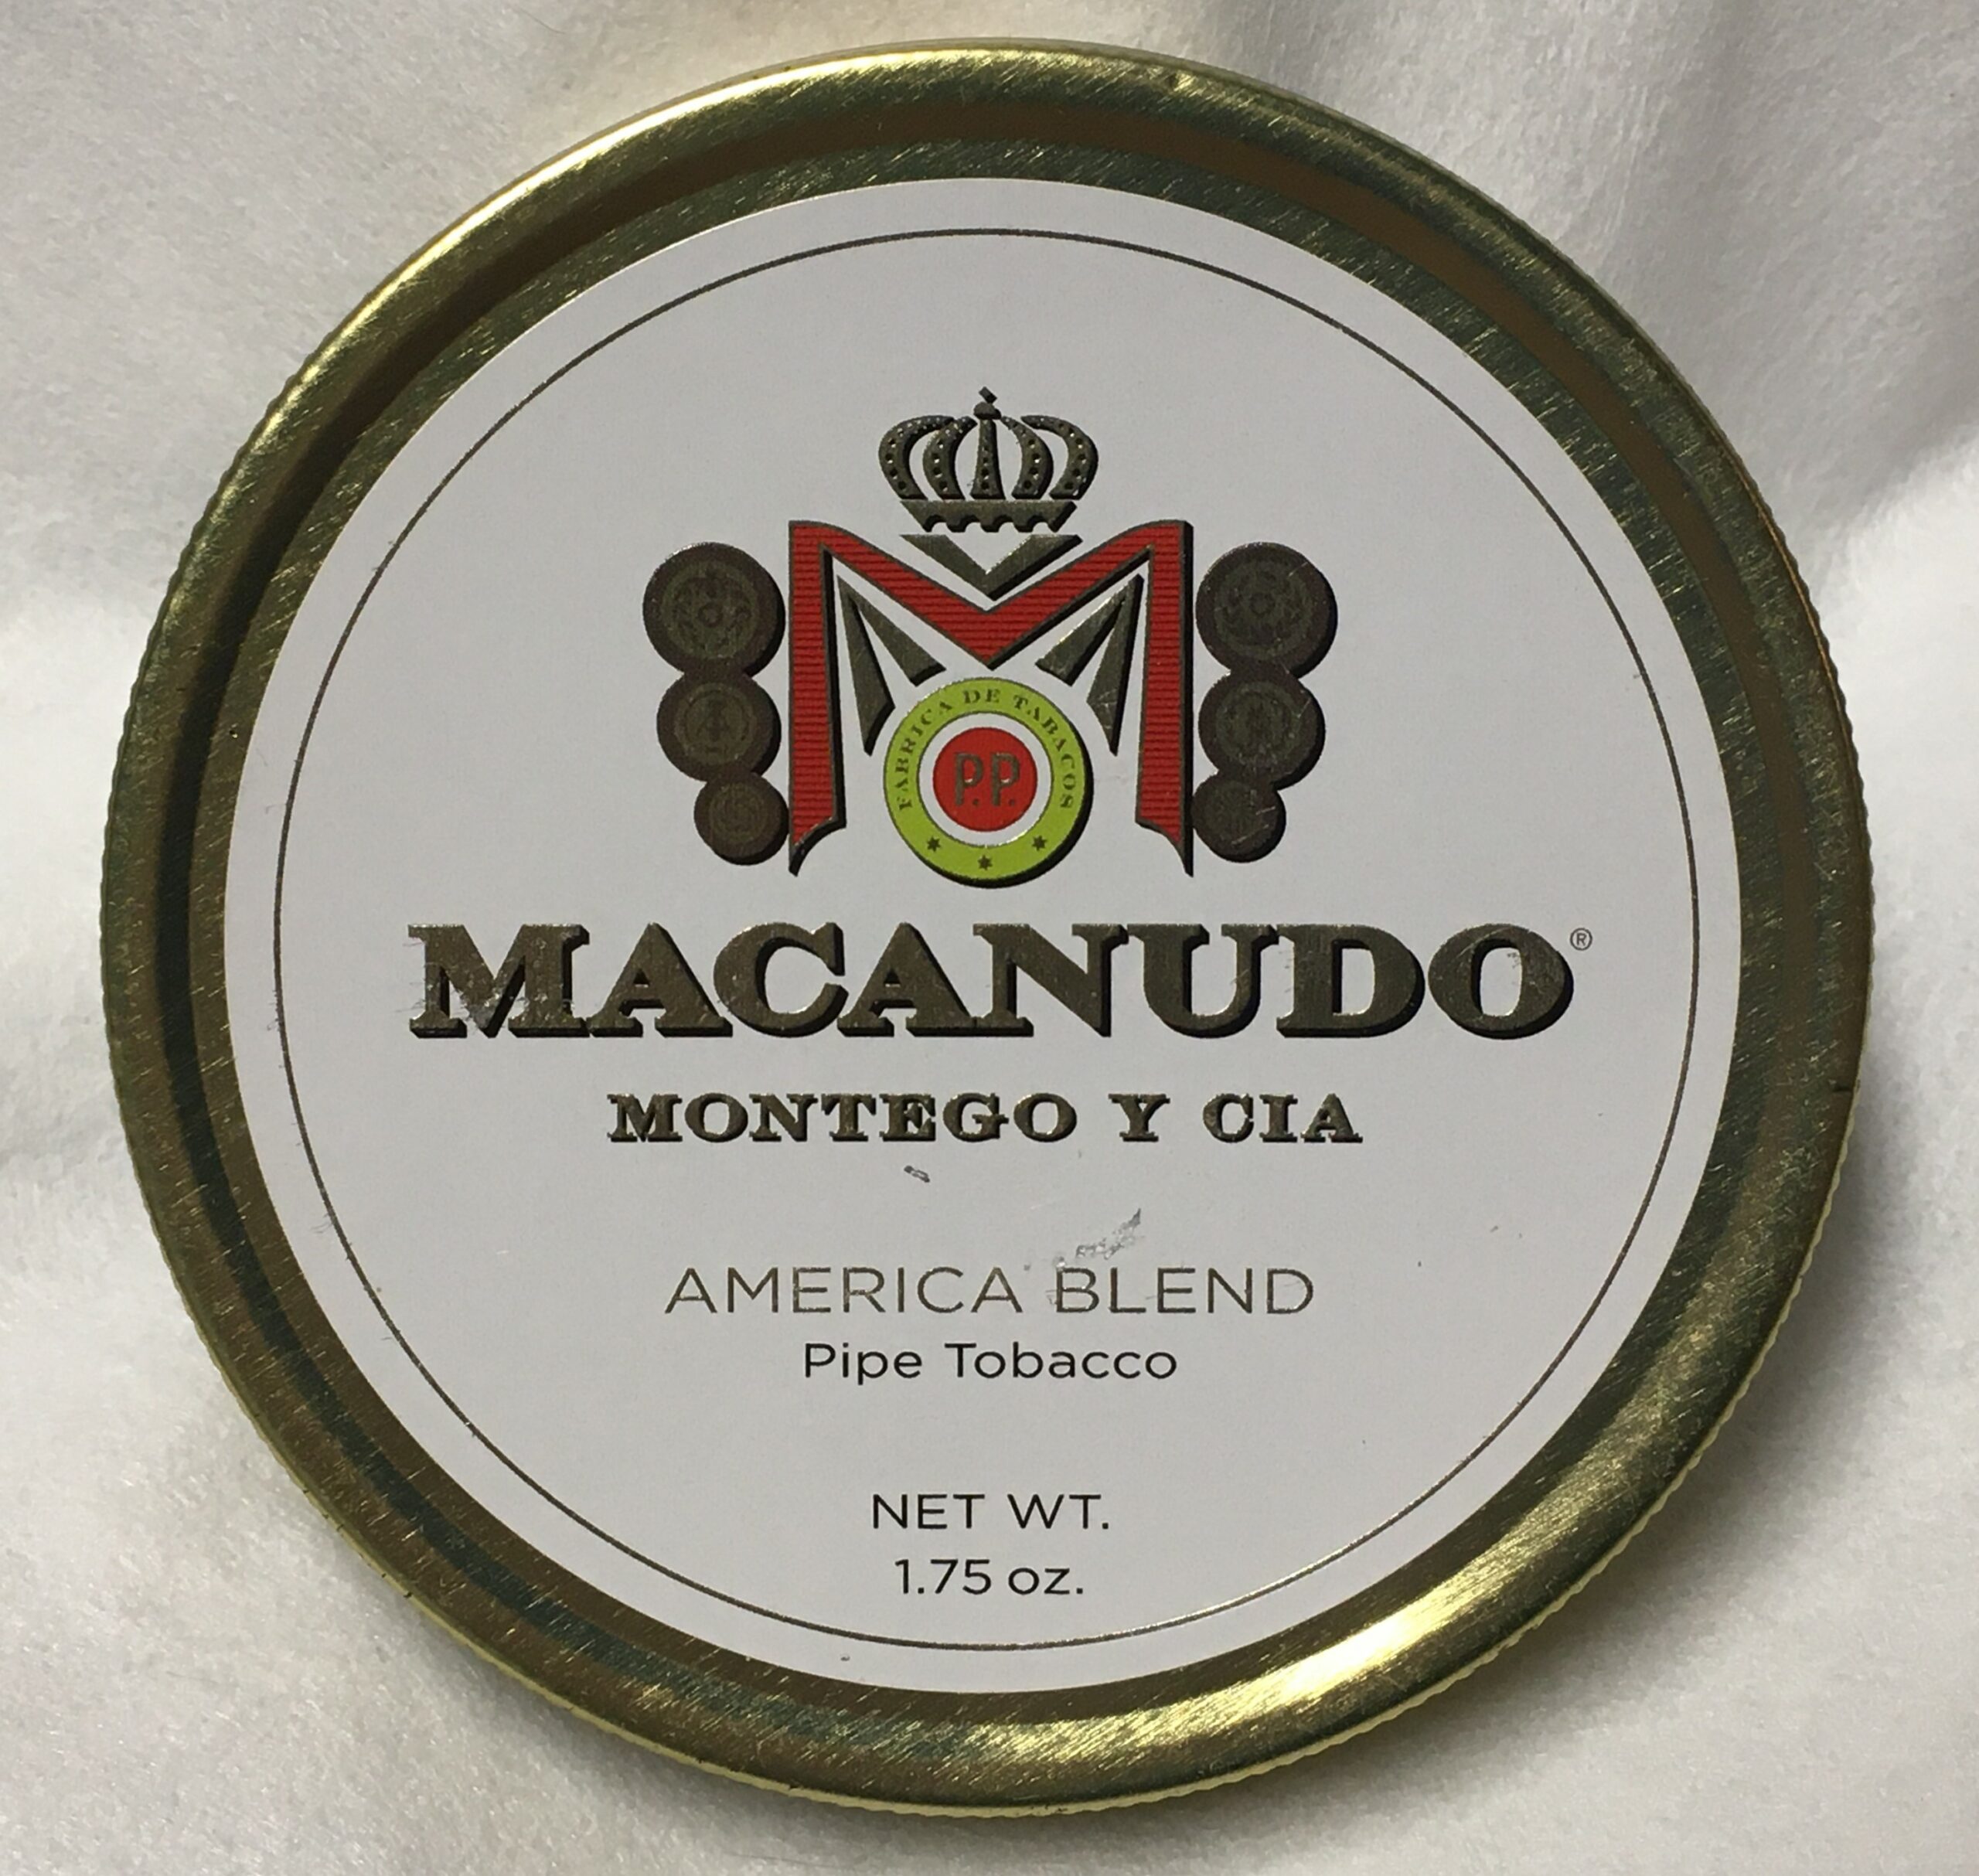 FABRICA DE TABACOS
P.P.
MACANUDO®
MONTEGO Y CIA
AMERICA BLEND
Pipe Tobacco
NET WT.
1.75 oz.